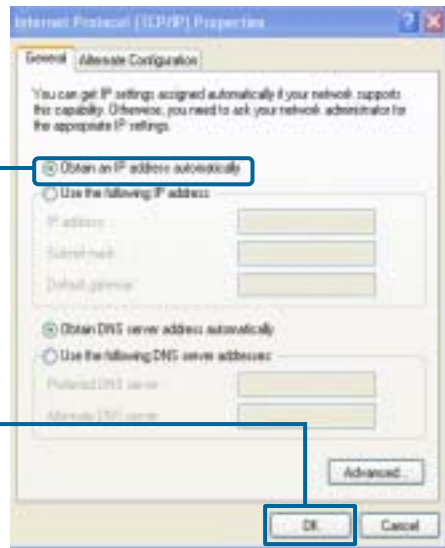 Internet Protocol (TCP/IP) Properties
General
Alternate Configuration
You can get IP settings assigned automatically if your network supports
this capability. Otherwise, you need to ask your network administrator for
the appropriate IP settings.
Obtain an IP address automatically
Use the following IP address:
IP address:
Subnet mask:
Default gateway:
Obtain DNS server address automatically
Use the following DNS server addresses:
Preferred DNS server:
Alternate DNS server:
Advanced...
OK
Cancel